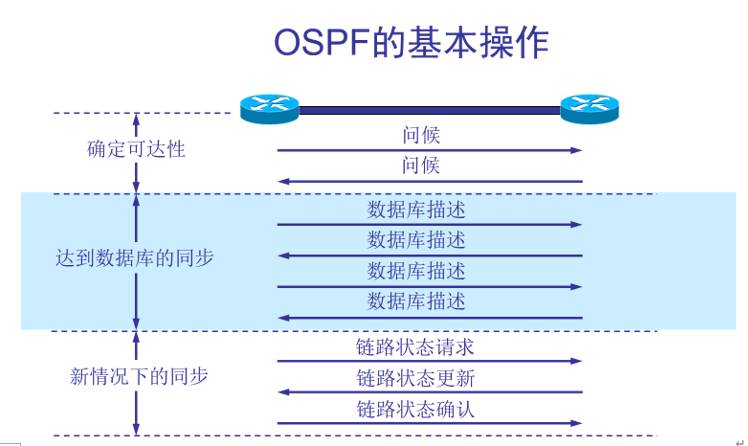 OSPF的基本操作
确定可达性
问候
问候
达到数据库的同步
数据库描述
数据库描述
数据库描述
数据库描述
新情况下的同步
链路状态请求
链路状态更新
链路状态确认